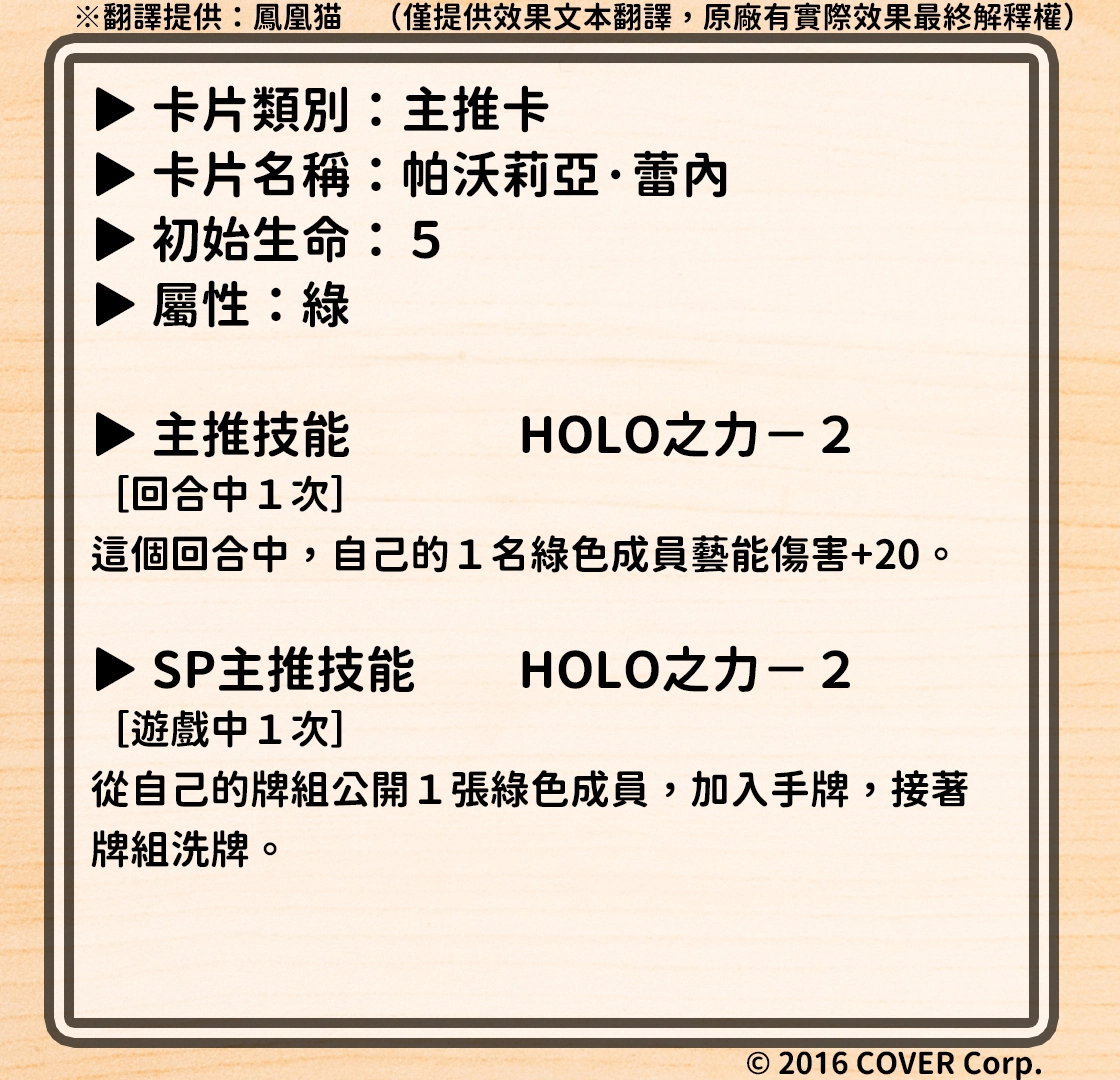 ※翻譯提供：鳳凰猫　（僅提供效果文本翻譯，原廠有實際效果最終解釋權）
▶ 卡片類別：主推卡
▶ 卡片名稱：帕沃莉亞·蕾內
▶ 初始生命：５
▶ 屬性：綠
▶ 主推技能　HOLO之力－２
［回合中１次］
這個回合中，自己的１名綠色成員藝能傷害+20。
▶ SP主推技能　HOLO之力－２
［遊戲中１次］
從自己的牌組公開１張綠色成員，加入手牌，接著
牌組洗牌。
© 2016 COVER Corp.